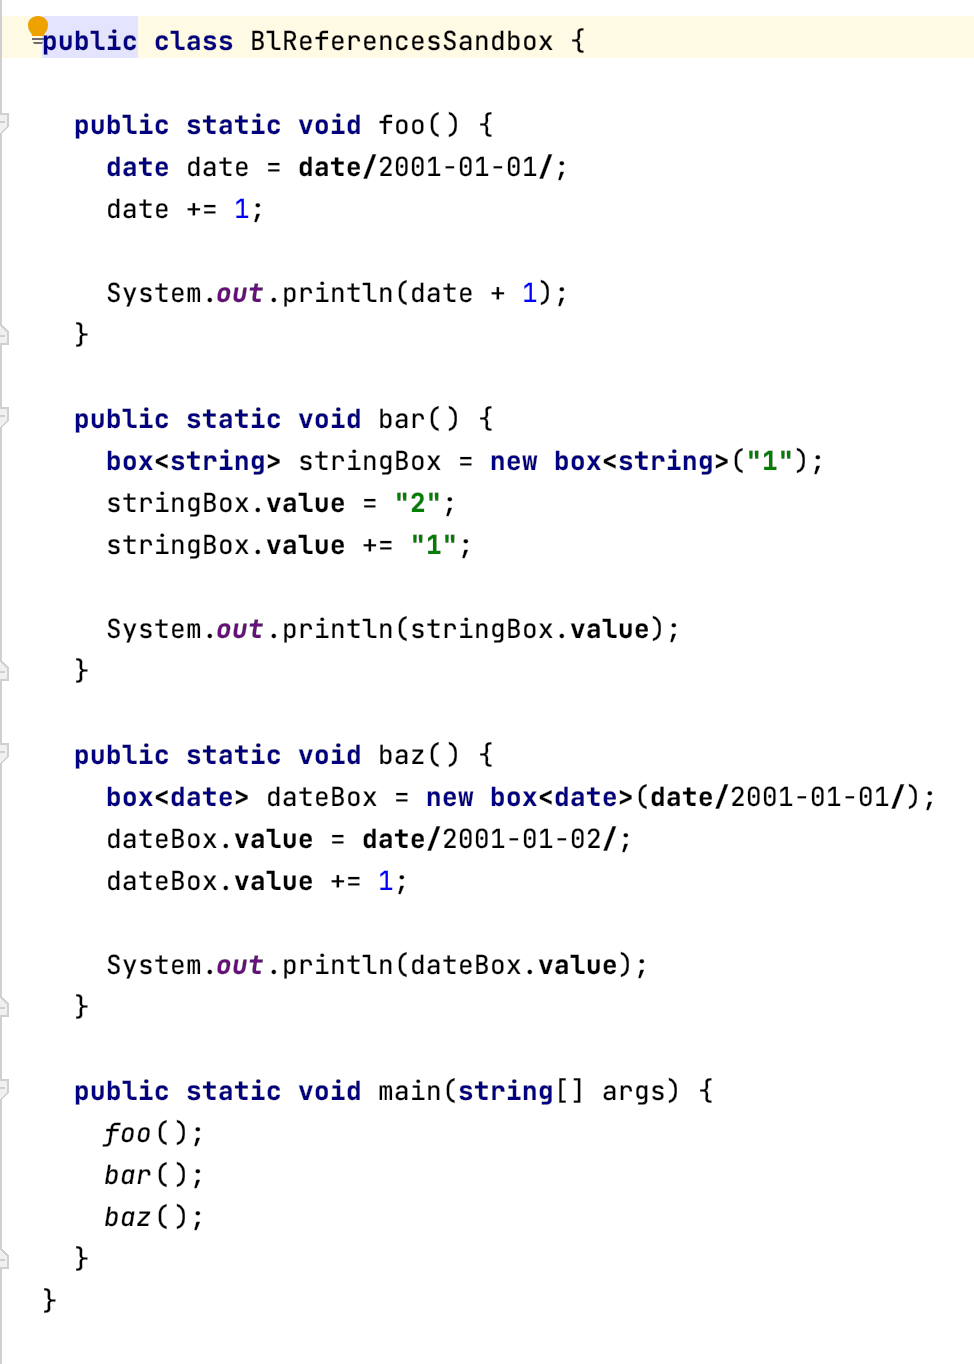 public class BlReferencesSandbox {
public static void foo() {
date date = date/2001-01-01/;
date += 1;
System.out.println(date + 1);
}
public static void bar() {
box<string> stringBox = new box<string>("1");
stringBox.value = "2";
stringBox.value += "1";
System.out.println(stringBox.value);
}
public static void baz() {
box<date> dateBox = new box<date>(date/2001-01-01/);
dateBox.value = date/2001-01-02/;
dateBox.value += 1;
System.out.println(dateBox.value);
}
public static void main(string[] args) {
foo();
bar();
baz();
}
}